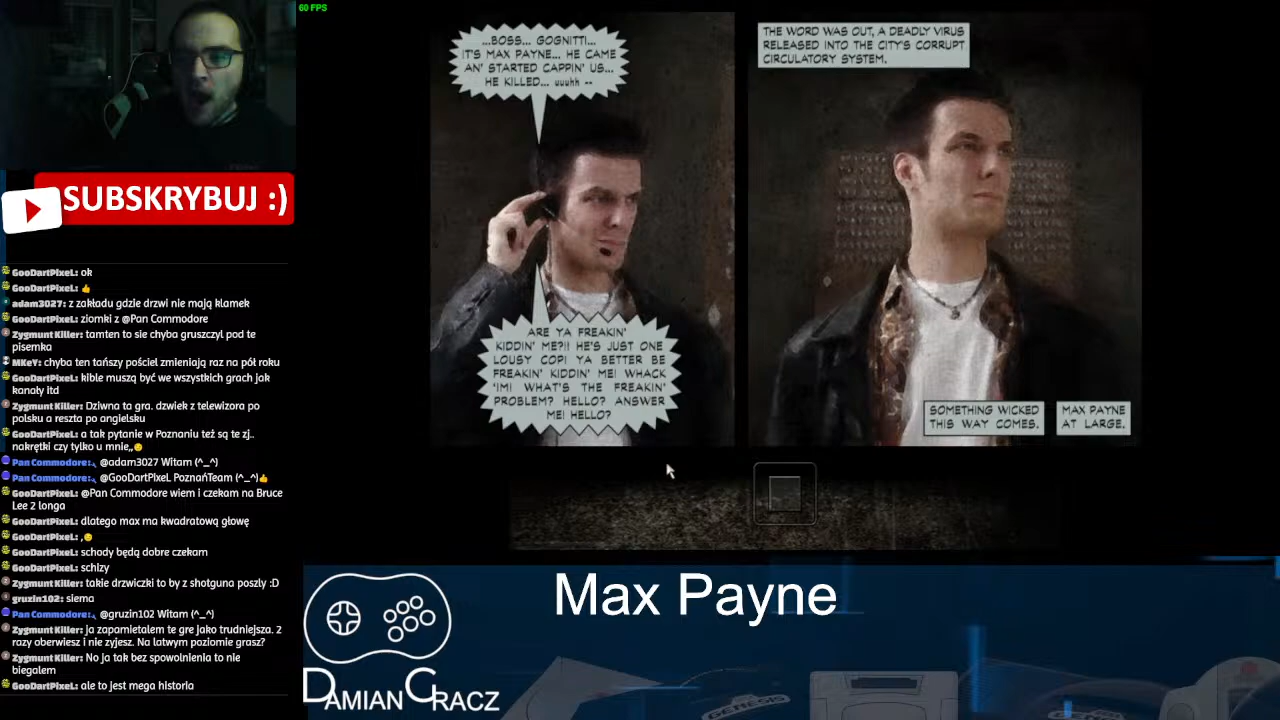 60 FPS
...BOSS... GOGNITTI...
IT'S MAX PAYNE... HE CAME
AN' STARTED CAPPIN' US...
HE KILLED... uuuhh --
ARE YA FREAKIN'
KIDDIN' ME?!! HE'S JUST ONE
LOUSY COP! YA BETTER BE
FREAKIN' KIDDIN' ME! WHACK
'IM! WHAT'S THE FREAKIN'
PROBLEM? HELLO? ANSWER
ME! HELLO?
THE WORD WAS OUT, A DEADLY VIRUS
RELEASED INTO THE CITY'S CORRUPT
CIRCULATORY SYSTEM.
SOMETHING WICKED
THIS WAY COMES.
MAX PAYNE
AT LARGE.
SUBSKRYBUJ :)
GooDartPixeL: ok
GooDartPixeL: 👍
adam3027: z zakładu gdzie drzwi nie mają klamek
GooDartPixeL: ziomki z @Pan Commodore
Zygmunt Killer: tamten to sie chyba gruszczyl pod te
pisemka
MKeY: chyba ten tańszy pościel zmieniają raz na pół roku
GooDartPixeL: kible muszą być we wszystkich grach jak
kanały itd
Zygmunt Killer: Dziwna ta gra. dzwiek z telewizora po
polsku a reszta po angielsku
GooDartPixeL: a tak pytanie w Poznaniu też są te zj..
nakrętki czy tylko u mnie,,
Pan Commodore: @adam3027 Witam (^_^)
Pan Commodore: @GooDartPixeL PoznańTeam (^_^)👍
GooDartPixeL: @Pan Commodore wiem i czekam na Bruce
Lee 2 longa
GooDartPixeL: dlatego max ma kwadratową głowę
GooDartPixeL: ,
GooDartPixeL: schody będą dobre czekam
GooDartPixeL: schlzy
Zygmunt Killer: takie drzwiczki to by z shotguna poszly :D
gruzin102: siema
Pan Commodore: @gruzin102 Witam (^_^)
Zygmunt Killer: ja zapamietalem te gre jako trudniejsza. 2
razy oberwiesz i nie zyjesz. Na latwym poziomie grasz?
Zygmunt Killer: No ja tak bez spowolnienia to nie
biegalem
GooDartPixeL: ale to jest mega historia
Max Payne
DAMIAN GRACZ
GENESIS